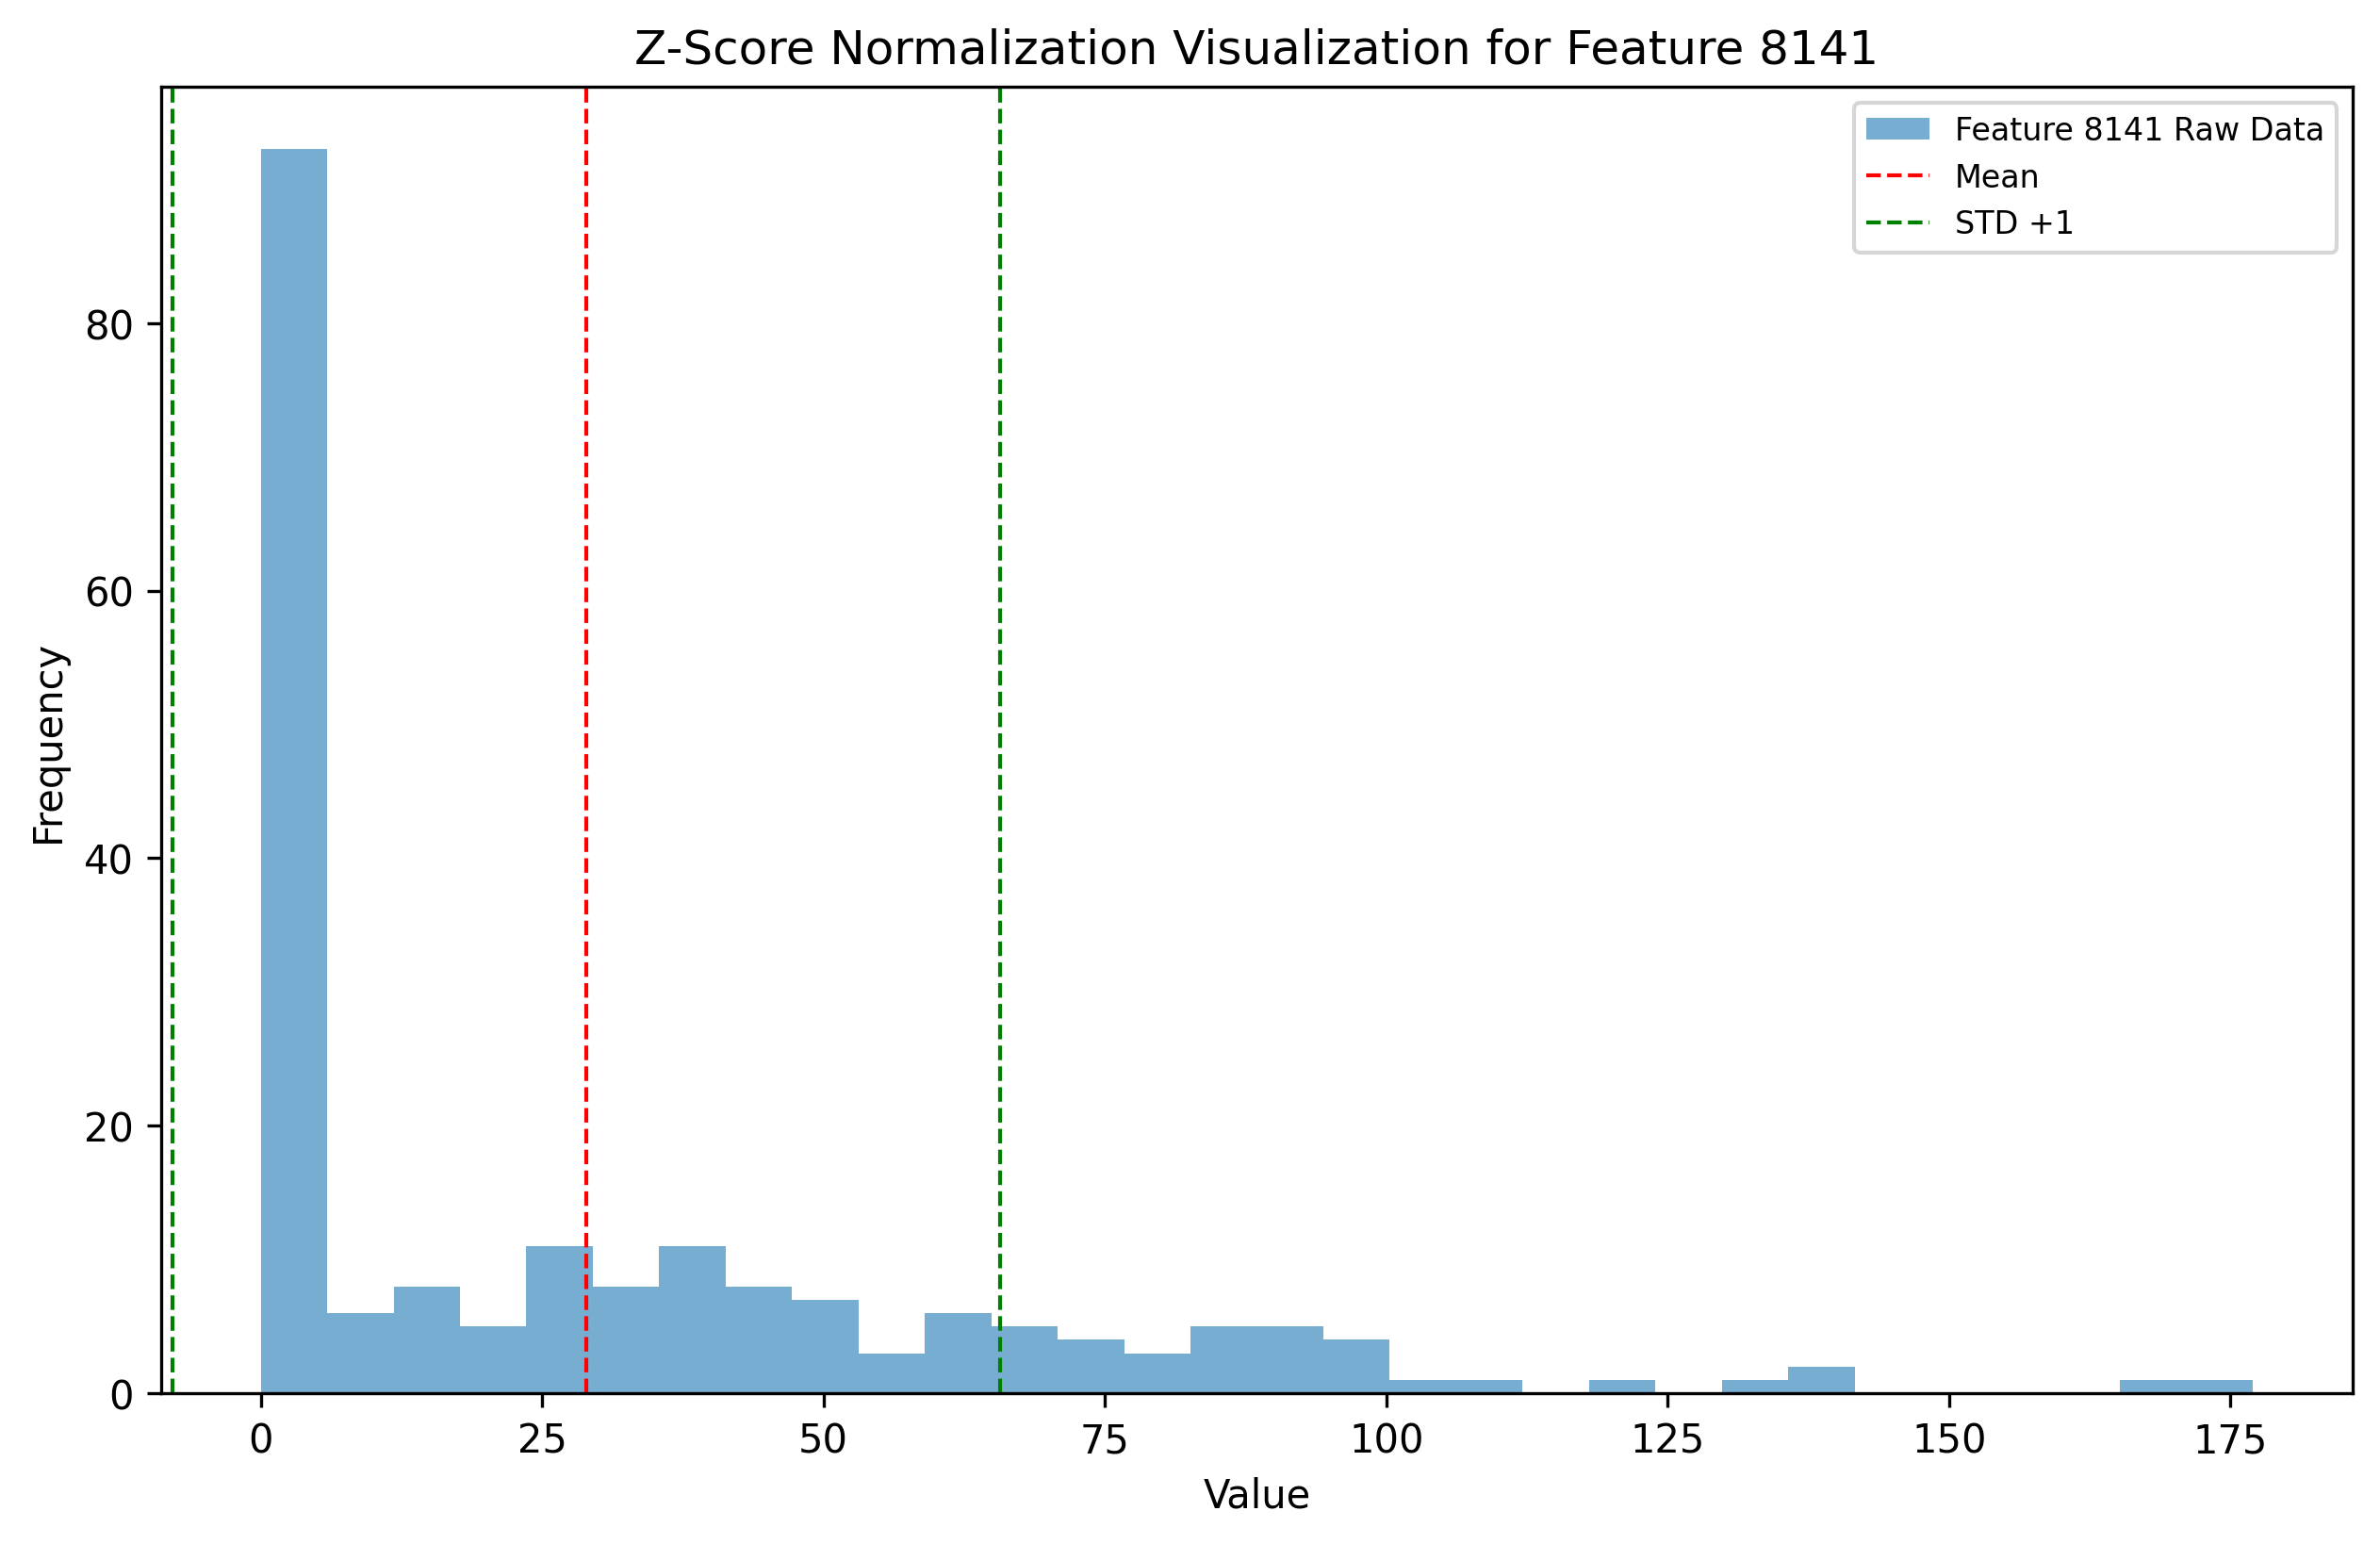 Z-Score Normalization Visualization for Feature 8141
Feature 8141 Raw Data
Mean
STD +1
80
60
40
20
0
Frequency
0 25 50 75 100 125 150 175
Value